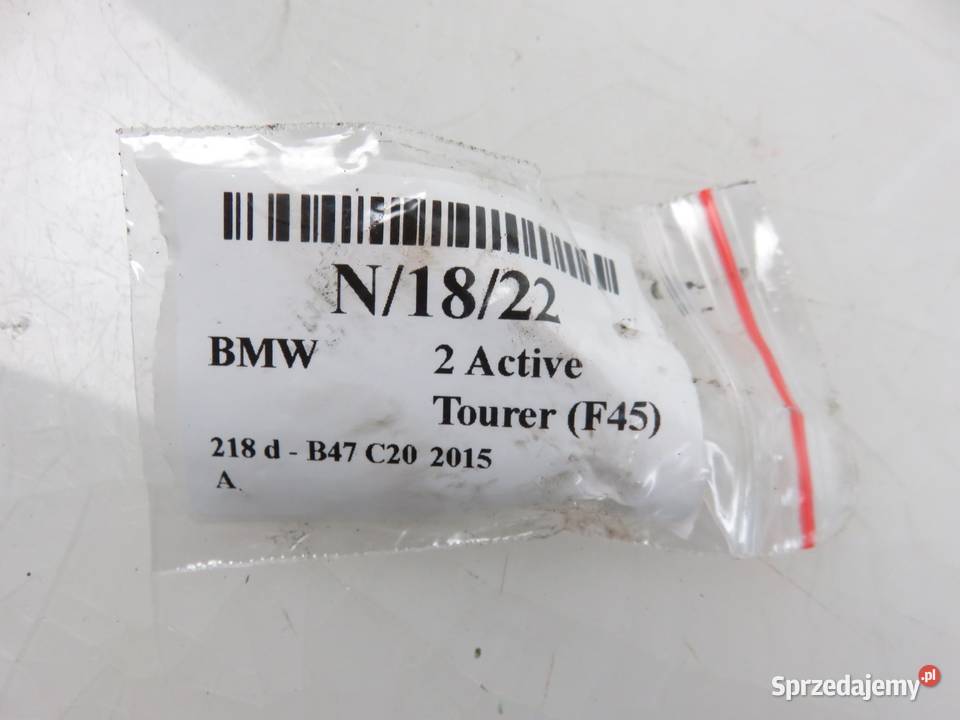 N/18/22
BMW 2 Active
Tourer (F45)
218 d - B47 C20 2015
A
Sprzedajemy.pl